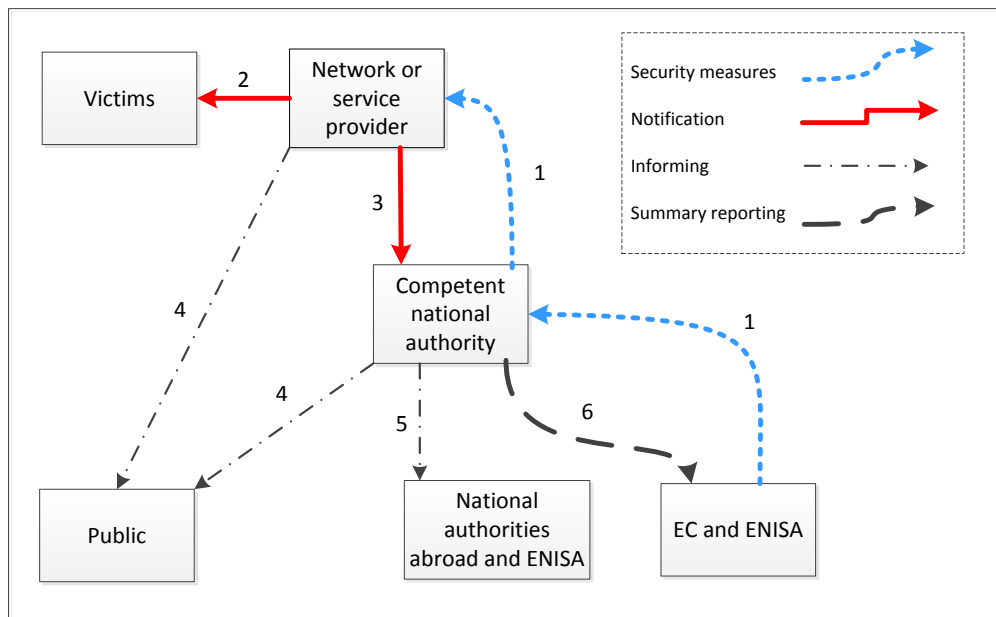 Victims
2
Network or
service
provider
Security measures
Notification
Informing
Summary reporting
1
3
4
Competent
national
authority
1
4
5
6
Public
National
authorities
abroad and ENISA
EC and ENISA